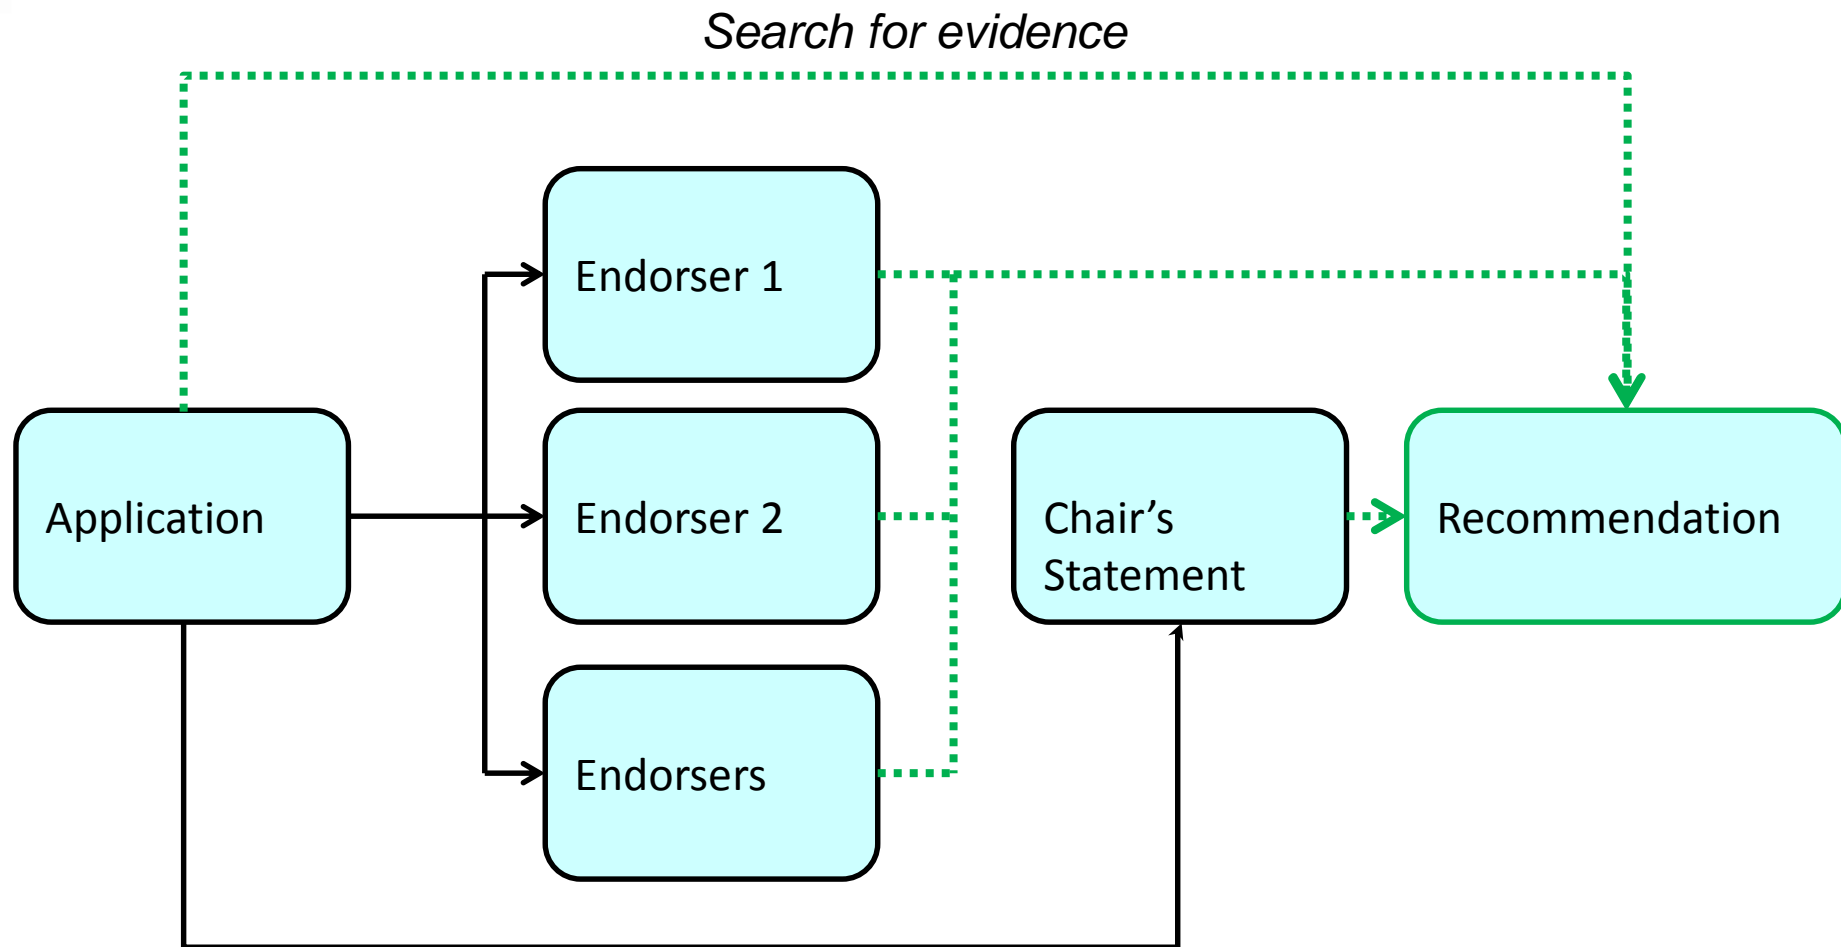 Search for evidence
Endorser 1
Application
Endorser 2
Chair’s
Statement
Recommendation
Endorsers